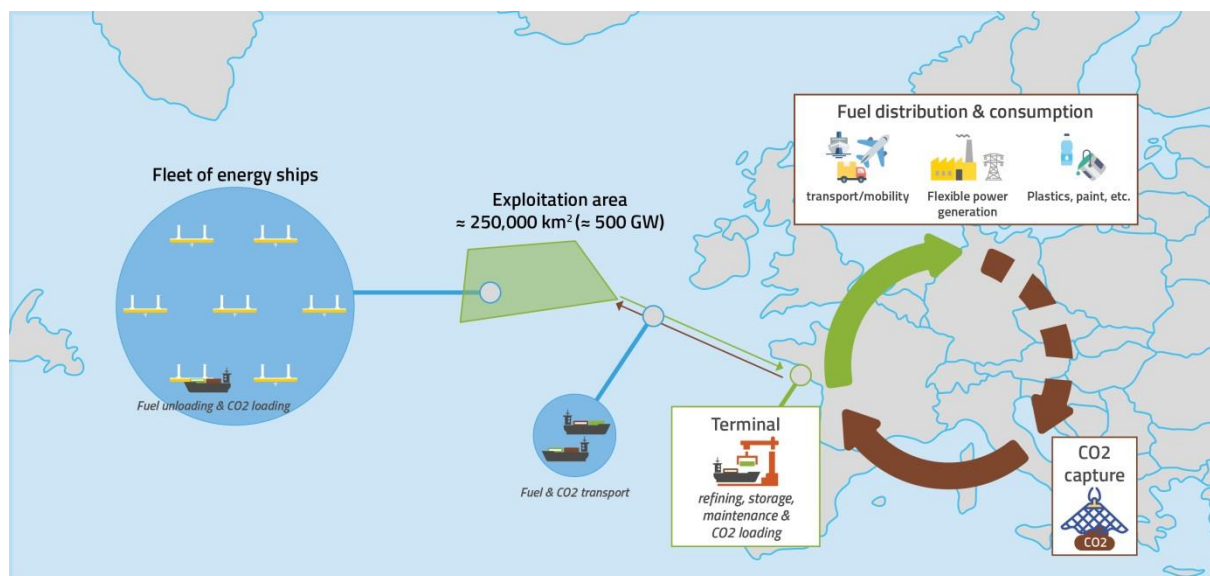 Fuel distribution & consumption
transport/mobility
Flexible power
generation
Plastics, paint, etc.
Fleet of energy ships
Exploitation area
≈ 250,000 km² (≈ 500 GW)
Fuel unloading & CO2 loading
Fuel & CO2 transport
Terminal
refining, storage,
maintenance &
CO2 loading
CO2
capture
CO2